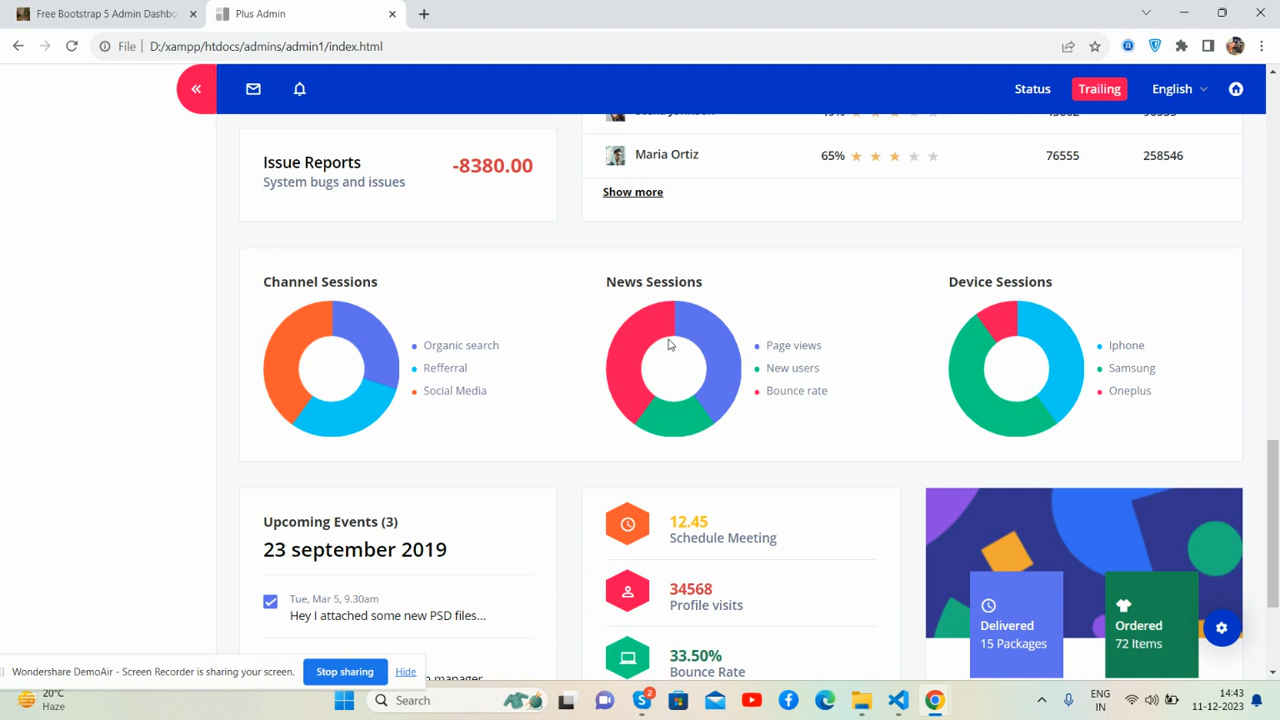 Free Bootstrap 5 Admin Dashbo
Plus Admin
File D:/xampp/htdocs/admins/admin1/index.html
Status Trailing English
Issue Reports
System bugs and issues
-8380.00
Maria Ortiz 65% 76555 258546
Show more
Channel Sessions
Organic search
Refferral
Social Media
News Sessions
Page views
New users
Bounce rate
Device Sessions
Iphone
Samsung
Oneplus
Upcoming Events (3)
23 september 2019
Tue, Mar 5, 9.30am
Hey I attached some new PSD files...
12.45
Schedule Meeting
34568
Profile visits
33.50%
Bounce Rate
Delivered
15 Packages
Ordered
72 Items
Wondershare DemoAir - Screen Recorder is sharing your screen. Stop sharing Hide
manager
20°C
Haze
Search
2
ENG
IN
14:43
11-12-2023